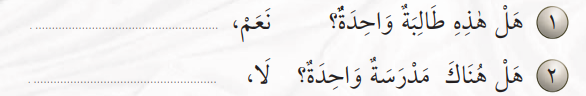 ١ هَلْ هٰذِهِ طَالِبَةٌ وَاحِدَةٌ؟ نَعَمْ، ..............................
٢ هَلْ هُنَاكَ مَدْرَسَةٌ وَاحِدَةٌ؟ لَا، ..............................